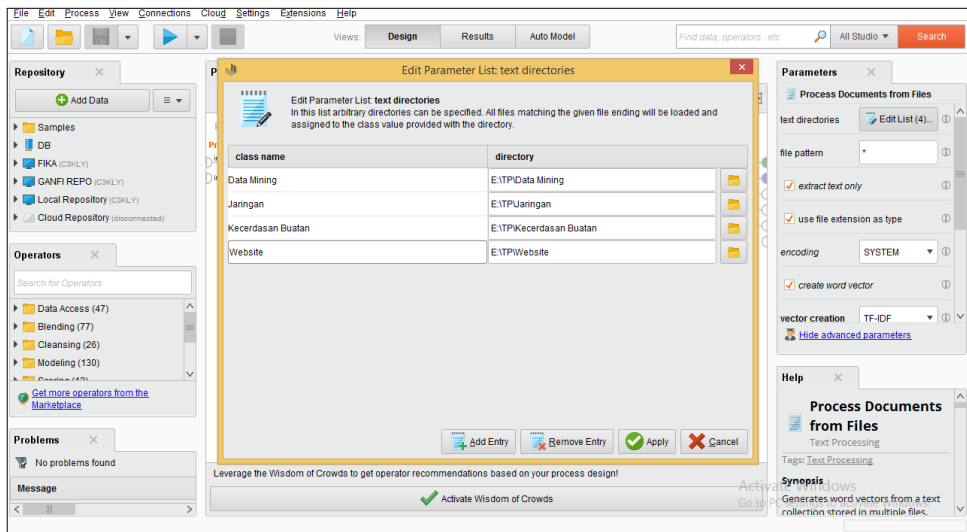 File Edit Process View Connections Cloud Settings Extensions Help
Views: Design Results Auto Model
Find data, operators...etc
All Studio
Search
Repository
Add Data
Samples
DB
FIKA (C3KLY)
GANFI REPO (C3KLY)
Local Repository (C3KLY)
Cloud Repository (disconnected)
Operators
Search for Operators
Data Access (47)
Blending (77)
Cleansing (26)
Modeling (130)
Get more operators from the
Marketplace
Problems
No problems found
Message
Edit Parameter List: text directories
Edit Parameter List: text directories
In this list arbitrary directories can be specified. All files matching the given file ending will be loaded and
assigned to the class value provided with the directory.
class name directory
Data Mining E:\TP\Data Mining
Jaringan E:\TP\Jaringan
Kecerdasan Buatan E:\TP\Kecerdasan Buatan
Website E:\TP\Website
Add Entry Remove Entry Apply Cancel
Leverage the Wisdom of Crowds to get operator recommendations based on your process design!
Activate Wisdom of Crowds
Parameters
Process Documents from Files
text directories Edit List (4)...
file pattern *
extract text only
use file extension as type
encoding SYSTEM
create word vector
vector creation TF-IDF
Hide advanced parameters
Help
Process Documents
from Files
Text Processing
Tags: Text Processing
Synopsis
Generates word vectors from a text
collection stored in multiple files.
Activate Windows
Go to PC settings to activate Windows.